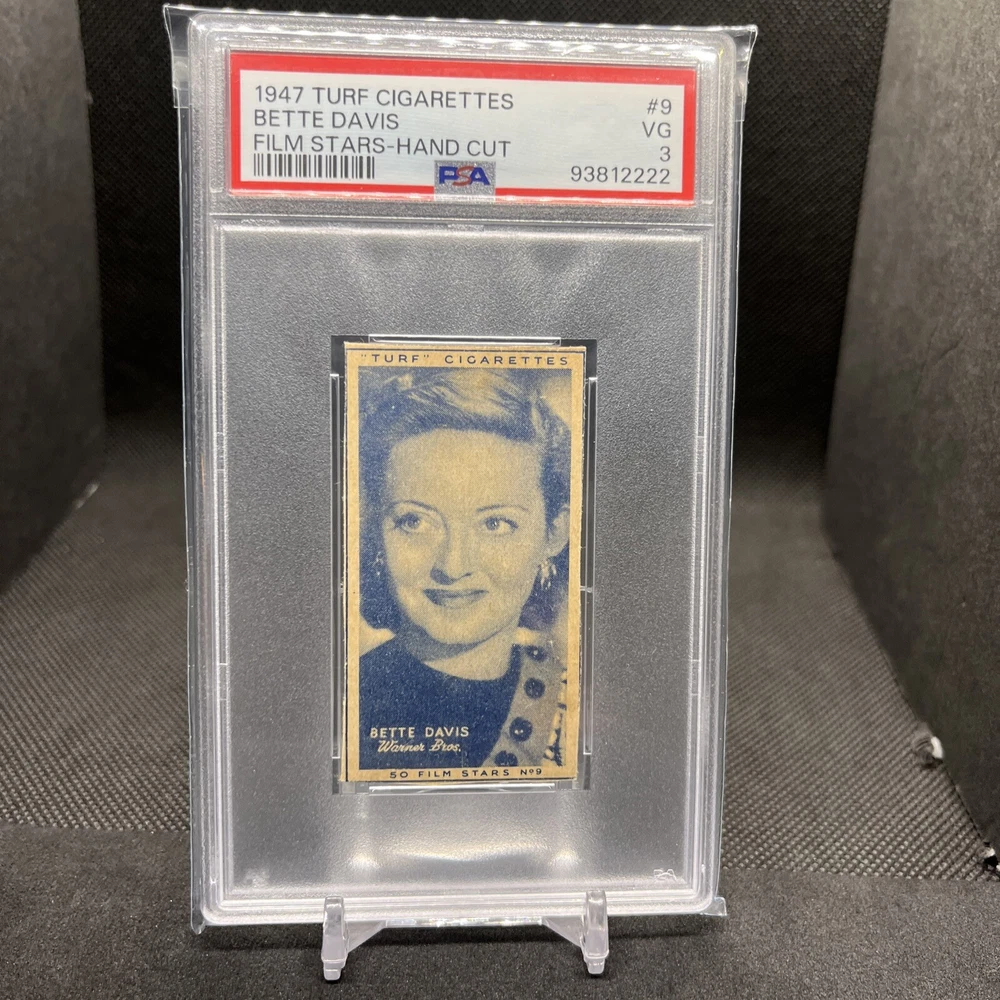 1947 TURF CIGARETTES #9
BETTE DAVIS VG
FILM STARS-HAND CUT 3
PSA 93812222
"TURF" CIGARETTES
BETTE DAVIS
Warner Bros.
50 FILM STARS Nº9